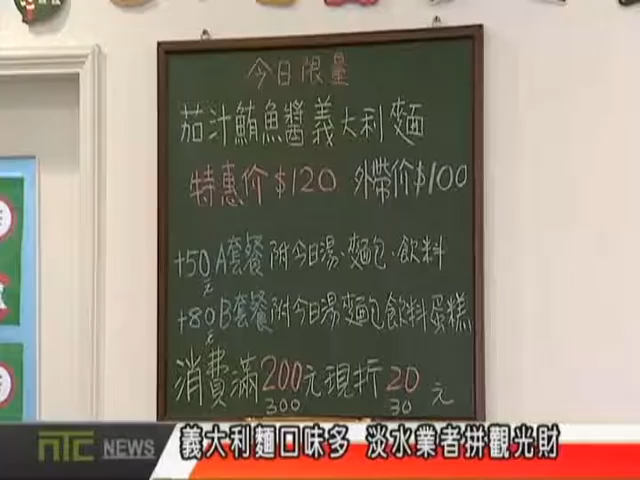 今日限量
茄汁鮪魚醬義大利麵
特惠价$120 外帶价$100
+50元A套餐附今日湯·麵包·飲料
+80元B套餐附今日湯麵包飲料蛋糕
消費滿200元現折20元
300 30
NTC NEWS 義大利麵口味多 淡水業者拼觀光財